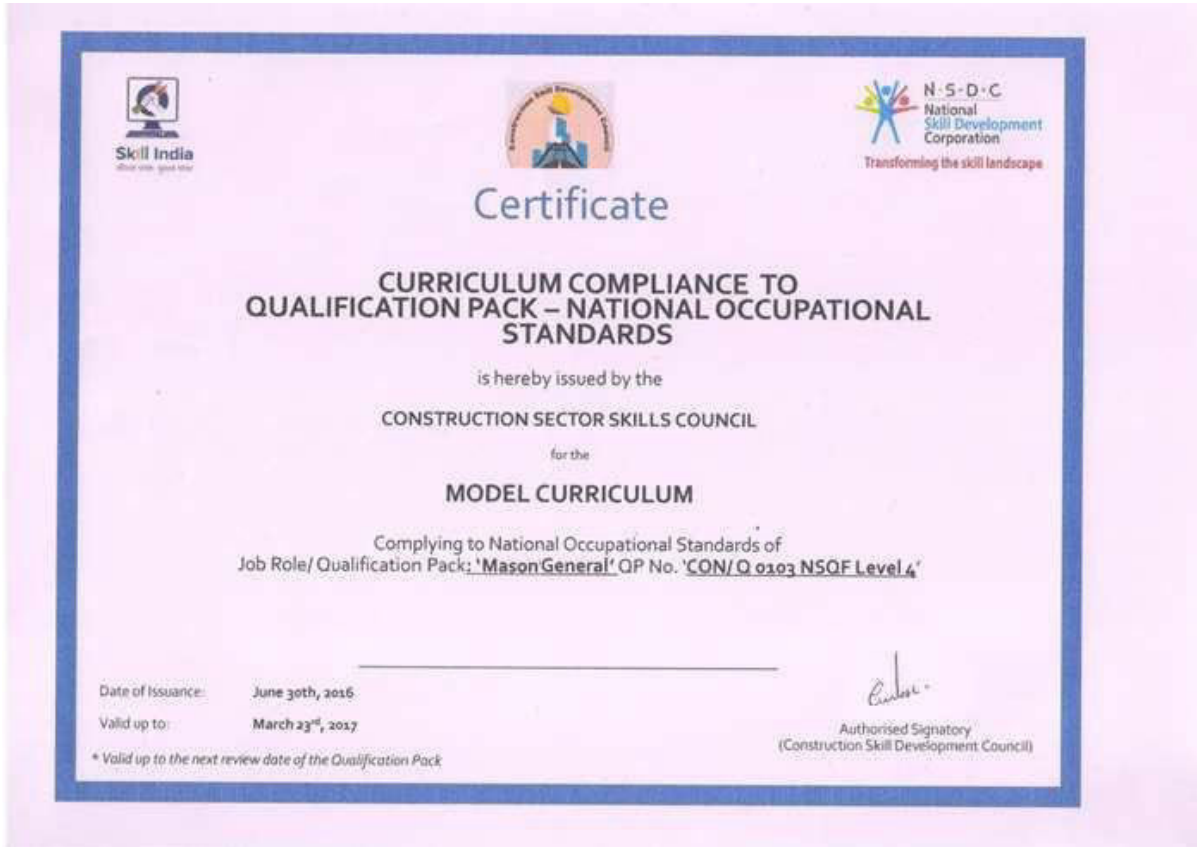 Skill India
Construction Skill Development Council
N·S·D·C
National
Skill Development
Corporation
Transforming the skill landscape
Certificate
CURRICULUM COMPLIANCE TO
QUALIFICATION PACK – NATIONAL OCCUPATIONAL
STANDARDS
is hereby issued by the
CONSTRUCTION SECTOR SKILLS COUNCIL
for the
MODEL CURRICULUM
Complying to National Occupational Standards of
Job Role/ Qualification Pack: 'Mason General' QP No. 'CON/ Q 0103 NSQF Level 4'
Date of Issuance: June 30th, 2016
Valid up to: March 23rd, 2017
* Valid up to the next review date of the Qualification Pack
Authorised Signatory
(Construction Skill Development Council)